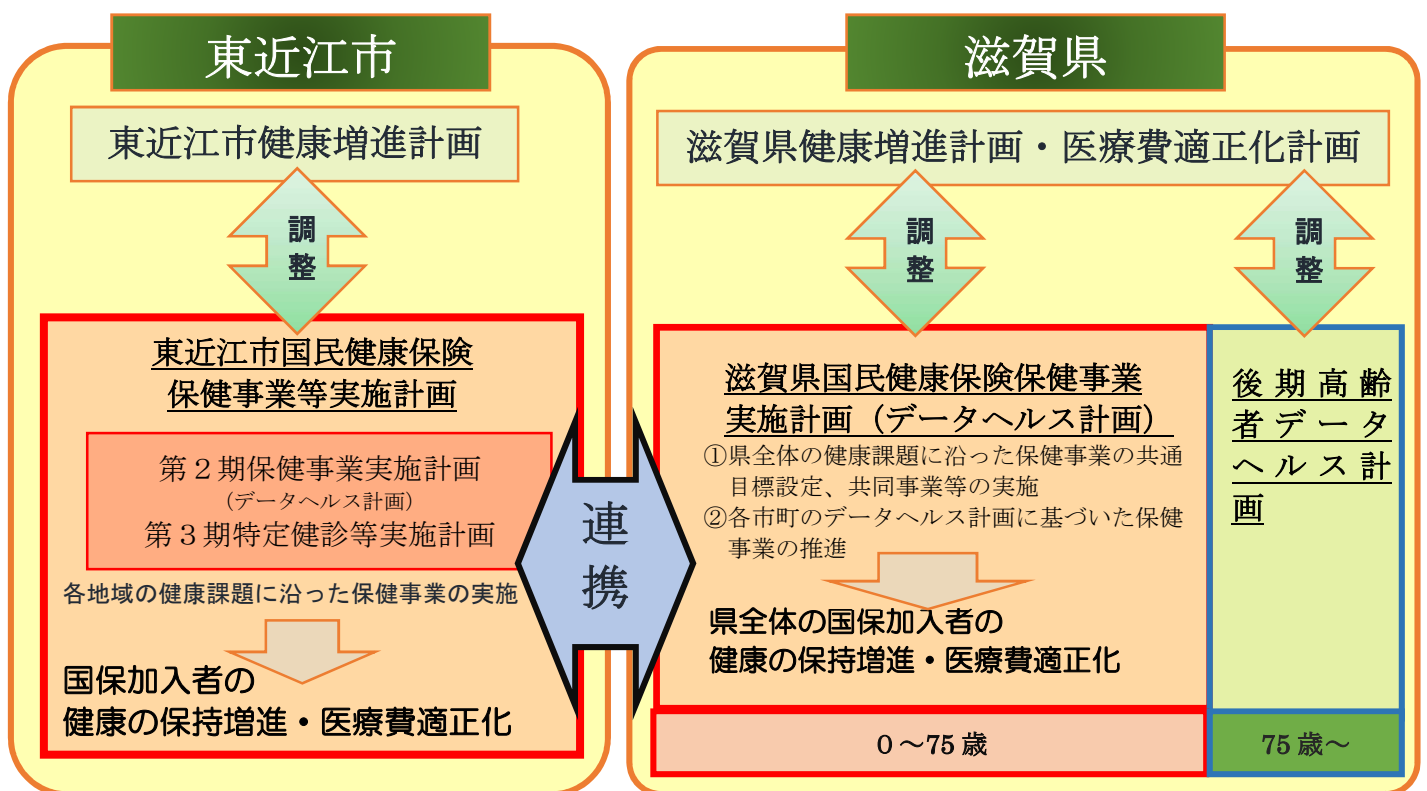 東近江市
東近江市健康増進計画
調
整
東近江市国民健康保険
保健事業等実施計画
第２期保健事業実施計画
（データヘルス計画）
第３期特定健診等実施計画
各地域の健康課題に沿った保健事業の実施
国保加入者の
健康の保持増進・医療費適正化
連
携
滋賀県
滋賀県健康増進計画・医療費適正化計画
調
整
調
整
滋賀県国民健康保険保健事業
実施計画（データヘルス計画）
①県全体の健康課題に沿った保健事業の共通
目標設定、共同事業等の実施
②各市町のデータヘルス計画に基づいた保健
事業の推進
県全体の国保加入者の
健康の保持増進・医療費適正化
０～75歳
後期高齢
者データ
ヘルス計
画
75歳～